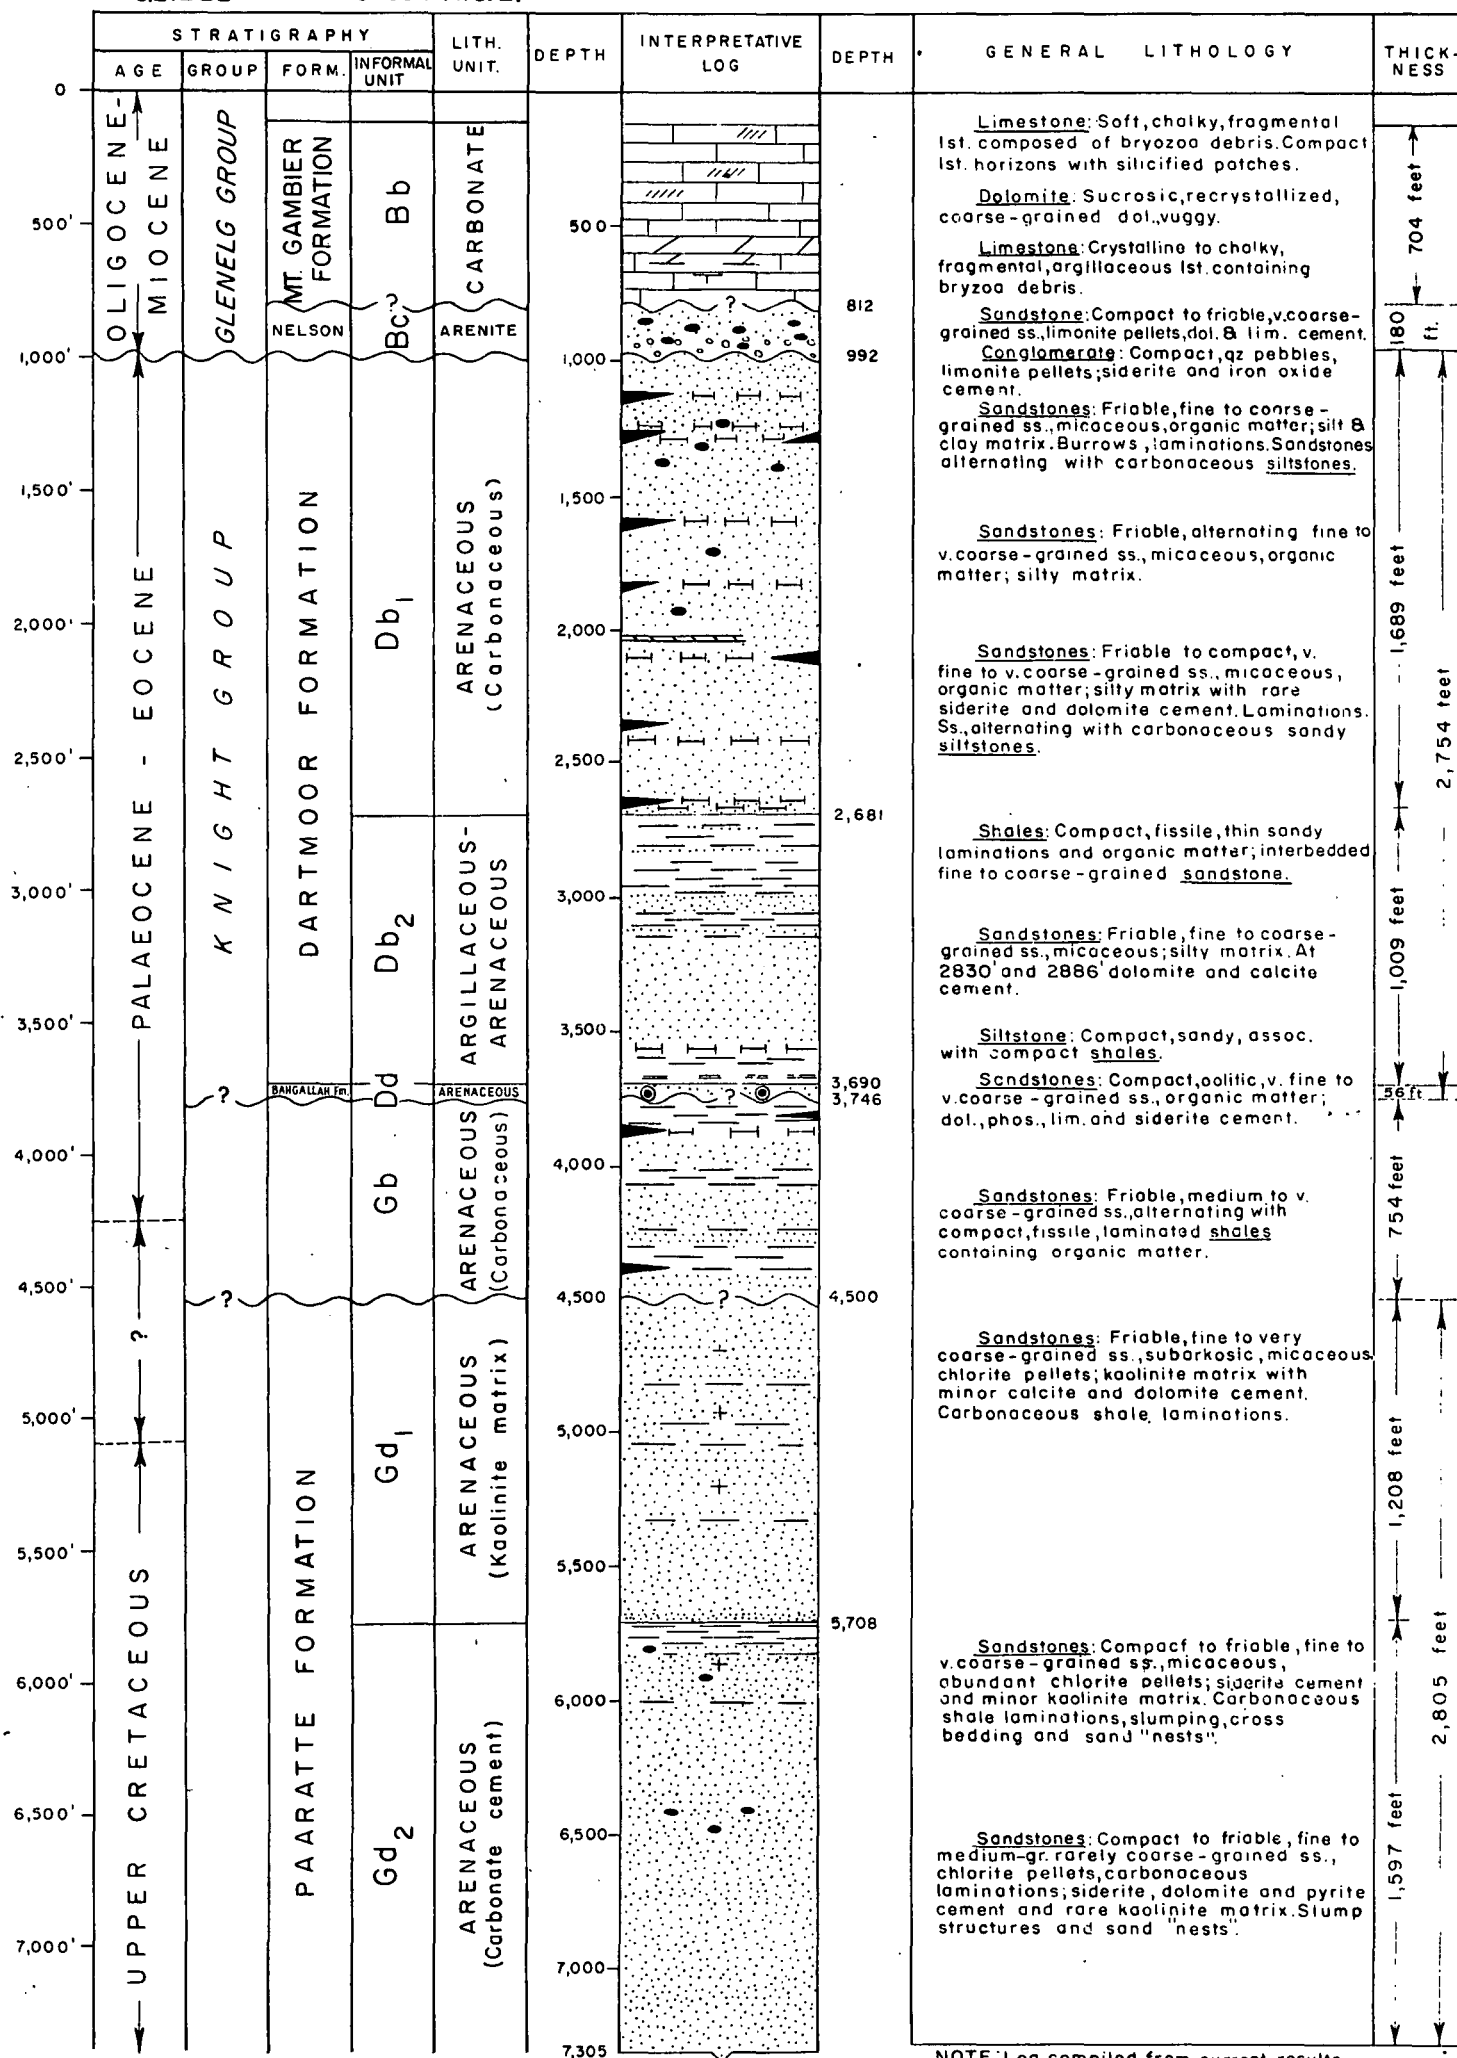 STRATIGRAPHY
AGE
GROUP
FORM.
INFORMAL
UNIT
LITH.
UNIT.
DEPTH
INTERPRETATIVE
LOG
DEPTH
GENERAL LITHOLOGY
THICK-
NESS
0
500'
1,000'
1,500'
2,000'
2,500'
3,000'
3,500'
4,000'
4,500'
5,000'
5,500'
6,000'
6,500'
7,000'
OLIGOCENE-
MIOCENE
PALAEOCENE - EOCENE
?
UPPER CRETACEOUS
GLENELG GROUP
KNIGHT GROUP
?
?
MT. GAMBIER
FORMATION
NELSON
DARTMOOR FORMATION
BAHGALLAH Fm.
PAARATTE FORMATION
Bb
?
Bc
Db1
Db2
Dd
Gb
Gd1
Gd2
CARBONATE
ARENITE
ARENACEOUS
(Carbonaceous)
ARGILLACEOUS-
ARENACEOUS
ARENACEOUS
ARENACEOUS
(Carbonaceous)
ARENACEOUS
(Kaolinite matrix)
ARENACEOUS
(Carbonate cement)
500
1,000
1,500
2,000
2,500
3,000
3,500
4,000
4,500
5,000
5,500
6,000
6,500
7,000
7,305
?
?
?
812
992
2,681
3,690
3,746
4,500
5,708
Limestone: Soft, chalky, fragmental
lst. composed of bryozoa debris. Compact
lst. horizons with silicified patches.
Dolomite: Sucrosic, recrystallized,
coarse-grained dol., vuggy.
Limestone: Crystalline to chalky,
fragmental, argillaceous lst. containing
bryzoa debris.
Sandstone: Compact to friable, v.coarse-
grained ss., limonite pellets, dol. & lim. cement.
Conglomerate: Compact, qz pebbles,
limonite pellets; siderite and iron oxide
cement.
Sandstones: Friable, fine to coarse-
grained ss., micaceous, organic matter; silt &
clay matrix. Burrows, laminations. Sandstones
alternating with carbonaceous siltstones.
Sandstones: Friable, alternating fine to
v.coarse-grained ss., micaceous, organic
matter; silty matrix.
Sandstones: Friable to compact, v.
fine to v.coarse-grained ss., micaceous,
organic matter; silty matrix with rare
siderite and dolomite cement. Laminations.
Ss., alternating with carbonaceous sandy
siltstones.
Shales: Compact, fissile, thin sandy
laminations and organic matter; interbedded
fine to coarse-grained sandstone.
Sandstones: Friable, fine to coarse-
grained ss., micaceous; silty matrix. At
2830' and 2886' dolomite and calcite
cement.
Siltstone: Compact, sandy, assoc.
with compact shales.
Sandstones: Compact, oolitic, v. fine to
v.coarse-grained ss., organic matter;
dol., phos., lim. and siderite cement.
Sandstones: Friable, medium to v.
coarse-grained ss., alternating with
compact, fissile, laminated shales
containing organic matter.
Sandstones: Friable, fine to very
coarse-grained ss., subarkosic, micaceous
chlorite pellets; kaolinite matrix with
minor calcite and dolomite cement.
Carbonaceous shale laminations.
Sandstones: Compact to friable, fine to
v.coarse-grained ss., micaceous,
abundant chlorite pellets; siderite cement
and minor kaolinite matrix. Carbonaceous
shale laminations, slumping, cross
bedding and sand "nests".
Sandstones: Compact to friable, fine to
medium-gr. rarely coarse-grained ss.,
chlorite pellets, carbonaceous
laminations; siderite, dolomite and pyrite
cement and rare kaolinite matrix. Slump
structures and sand "nests".
704 feet
180
ft.
1,689 feet
2,754 feet
1,009 feet
56 ft
754 feet
1,208 feet
2,805 feet
1,597 feet
NOTE: Log compiled from current results